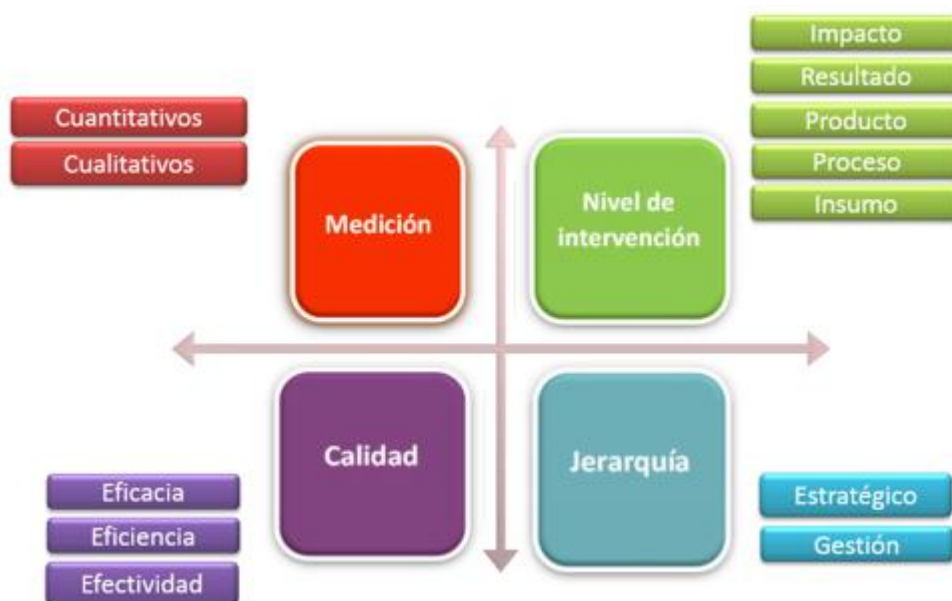 Cuantitativos
Cualitativos
Medición
Nivel de
intervención
Impacto
Resultado
Producto
Proceso
Insumo
Calidad
Eficacia
Eficiencia
Efectividad
Jerarquía
Estratégico
Gestión